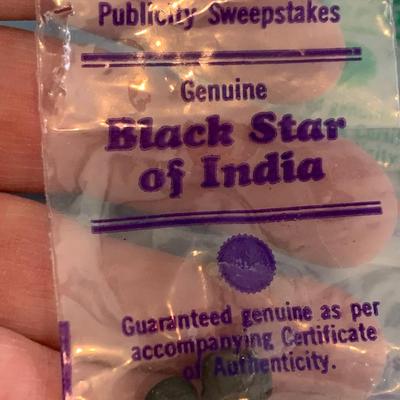 Publicity Sweepstakes
Genuine
Black Star
of India
Guaranteed genuine as per
accompanying Certificate
of Authenticity.